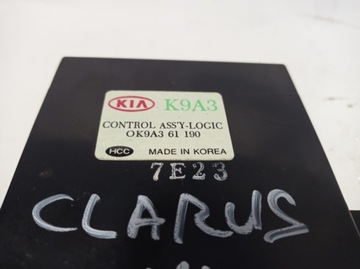 KIA K9A3
CONTROL ASS'Y-LOGIC
OK9A3 61 190
HCC MADE IN KOREA
7E23
CLARUS